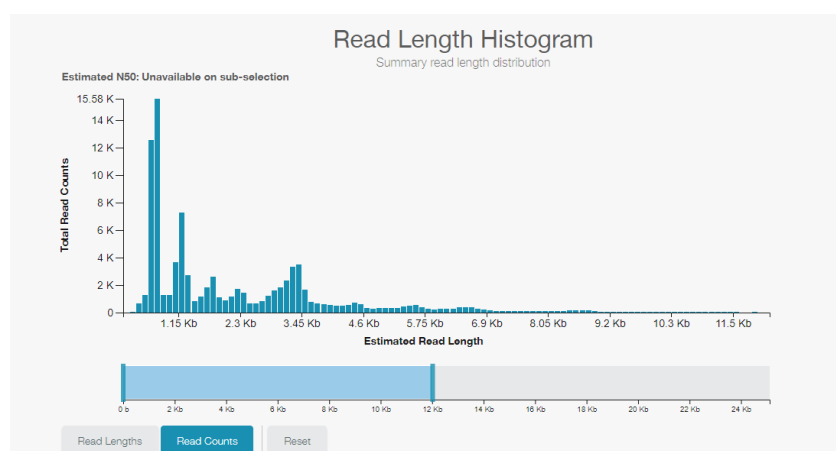 Read Length Histogram
Summary read length distribution
Estimated N50: Unavailable on sub-selection
Total Read Counts
15.58 K
14 K
12 K
10 K
8 K
6 K
4 K
2 K
0
1.15 Kb 2.3 Kb 3.45 Kb 4.6 Kb 5.75 Kb 6.9 Kb 8.05 Kb 9.2 Kb 10.3 Kb 11.5 Kb
Estimated Read Length
0 b 2 Kb 4 Kb 6 Kb 8 Kb 10 Kb 12 Kb 14 Kb 16 Kb 18 Kb 20 Kb 22 Kb 24 Kb
Read Lengths Read Counts Reset